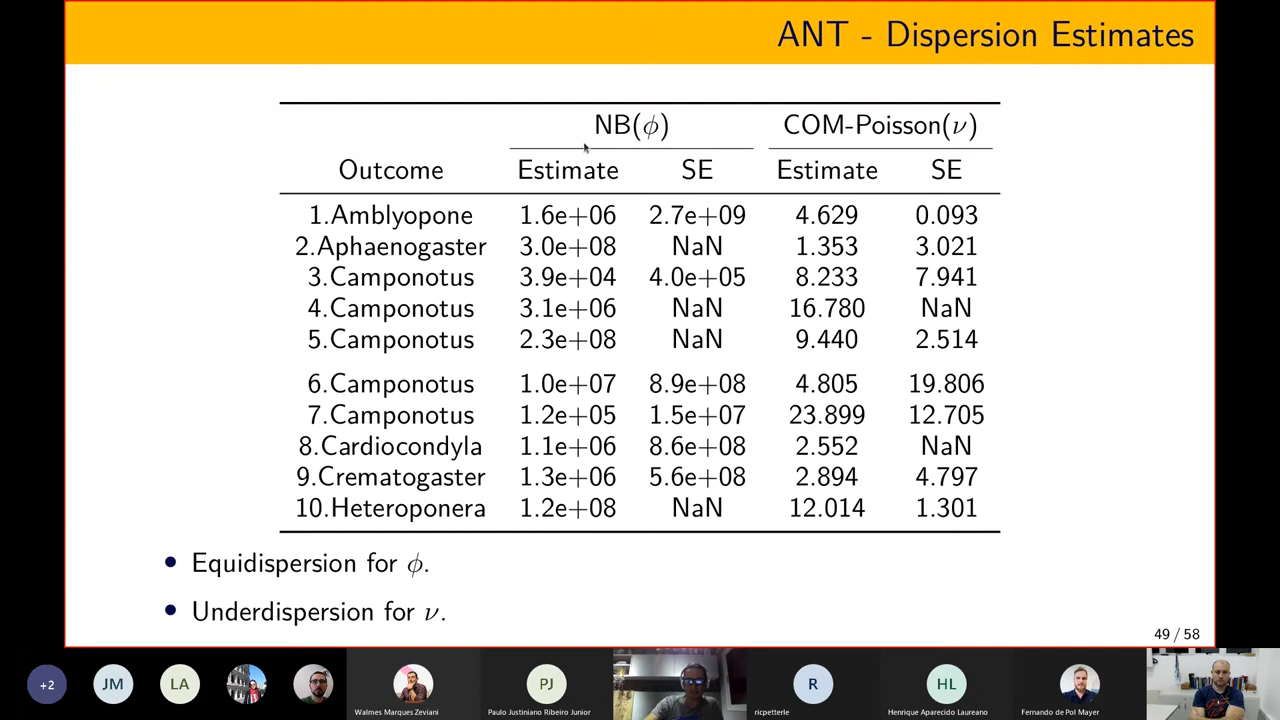 ANT - Dispersion Estimates
NB(ϕ) COM-Poisson(ν)
Outcome Estimate SE Estimate SE
1.Amblyopone 1.6e+06 2.7e+09 4.629 0.093
2.Aphaenogaster 3.0e+08 NaN 1.353 3.021
3.Camponotus 3.9e+04 4.0e+05 8.233 7.941
4.Camponotus 3.1e+06 NaN 16.780 NaN
5.Camponotus 2.3e+08 NaN 9.440 2.514
6.Camponotus 1.0e+07 8.9e+08 4.805 19.806
7.Camponotus 1.2e+05 1.5e+07 23.899 12.705
8.Cardiocondyla 1.1e+06 8.6e+08 2.552 NaN
9.Crematogaster 1.3e+06 5.6e+08 2.894 4.797
10.Heteroponera 1.2e+08 NaN 12.014 1.301
• Equidispersion for ϕ.
• Underdispersion for ν.
49 / 58
+2 JM LA PJ R HL
Walmes Marques Zeviani Paulo Justiniano Ribeiro Junior ricpetterle Henrique Aparecido Laureano Fernando de Pol Mayer